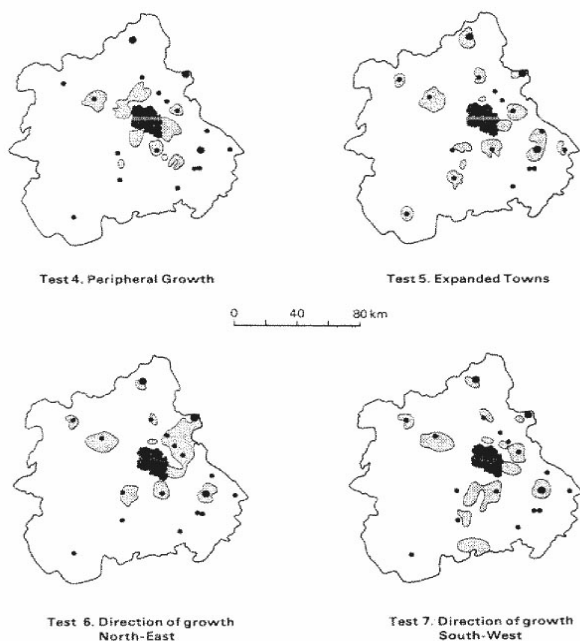 Test 4. Peripheral Growth
Test 5. Expanded Towns
0 40 80 km
Test 6. Direction of growth
North-East
Test 7. Direction of growth
South-West